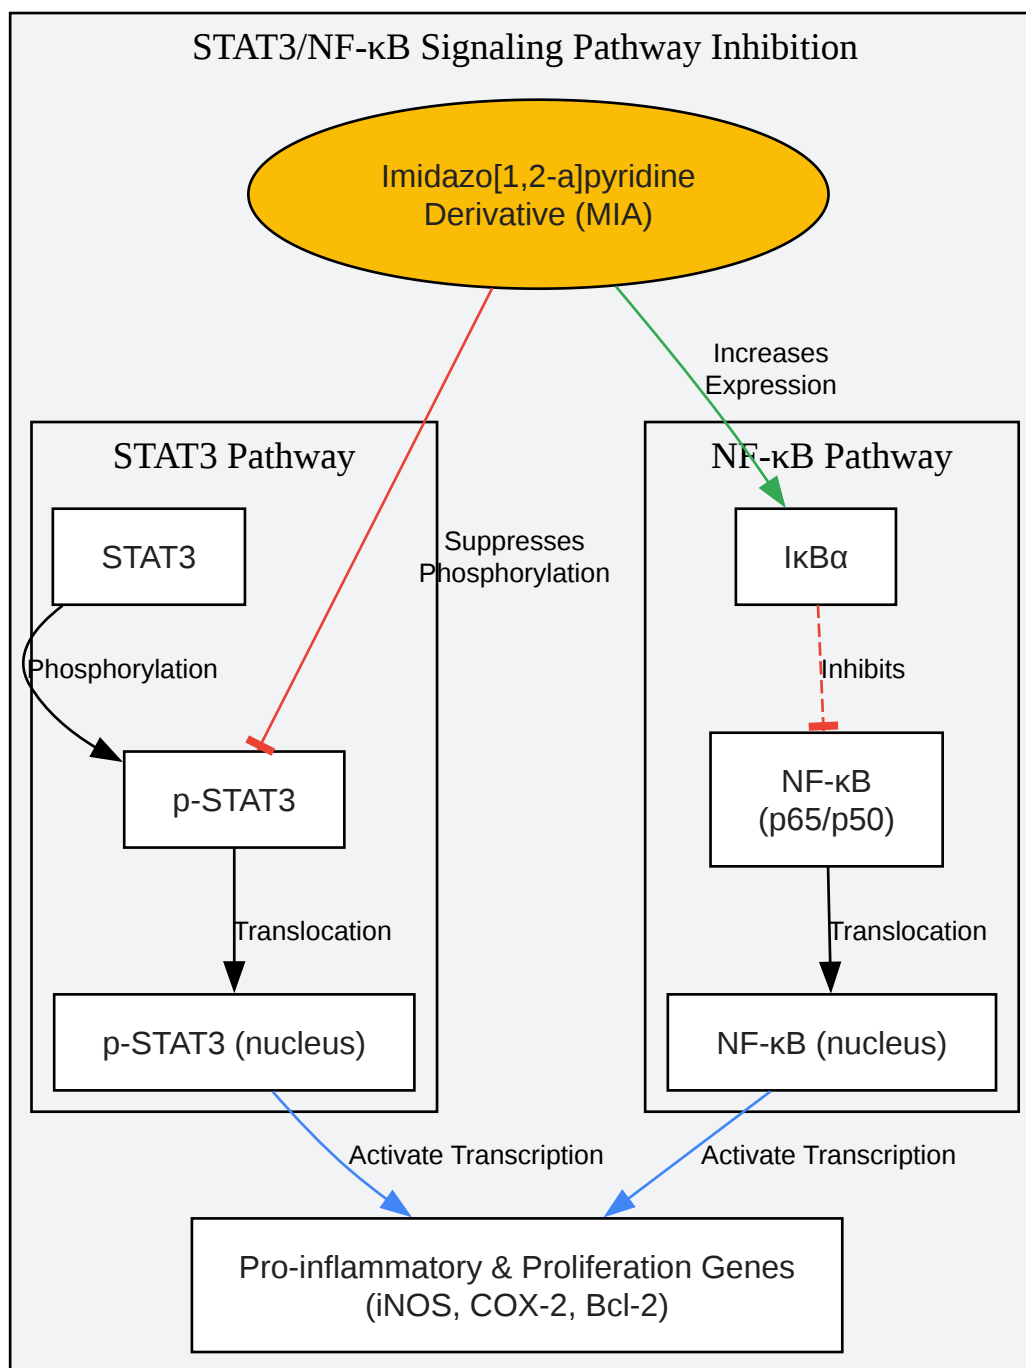 STAT3/NF-κB Signaling Pathway Inhibition
Imidazo[1,2-a]pyridine
Derivative (MIA)
Increases
Expression
STAT3 Pathway
NF-κB Pathway
STAT3
Suppresses
Phosphorylation
IκBα
Phosphorylation
Inhibits
p-STAT3
NF-κB
(p65/p50)
Translocation
Translocation
p-STAT3 (nucleus)
NF-κB (nucleus)
Activate Transcription
Activate Transcription
Pro-inflammatory & Proliferation Genes
(iNOS, COX-2, Bcl-2)